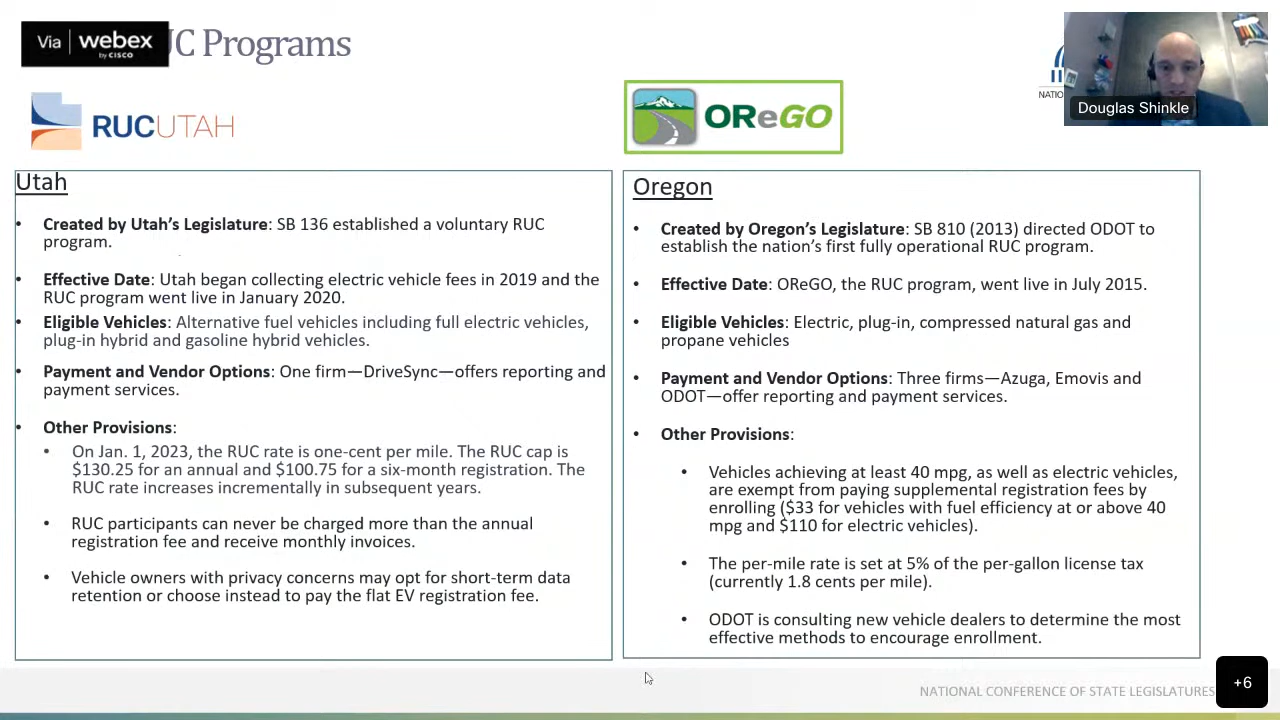 Via webex
by CISCO
UC Programs
Douglas Shinkle
NATIO
RUCUTAH
OReGO
Utah
• Created by Utah’s Legislature: SB 136 established a voluntary RUC
program.
• Effective Date: Utah began collecting electric vehicle fees in 2019 and the
RUC program went live in January 2020.
• Eligible Vehicles: Alternative fuel vehicles including full electric vehicles,
plug-in hybrid and gasoline hybrid vehicles.
• Payment and Vendor Options: One firm—DriveSync—offers reporting and
payment services.
• Other Provisions:
• On Jan. 1, 2023, the RUC rate is one-cent per mile. The RUC cap is
$130.25 for an annual and $100.75 for a six-month registration. The
RUC rate increases incrementally in subsequent years.
• RUC participants can never be charged more than the annual
registration fee and receive monthly invoices.
• Vehicle owners with privacy concerns may opt for short-term data
retention or choose instead to pay the flat EV registration fee.
Oregon
• Created by Oregon’s Legislature: SB 810 (2013) directed ODOT to
establish the nation’s first fully operational RUC program.
• Effective Date: OReGO, the RUC program, went live in July 2015.
• Eligible Vehicles: Electric, plug-in, compressed natural gas and
propane vehicles
• Payment and Vendor Options: Three firms—Azuga, Emovis and
ODOT—offer reporting and payment services.
• Other Provisions:
• Vehicles achieving at least 40 mpg, as well as electric vehicles,
are exempt from paying supplemental registration fees by
enrolling ($33 for vehicles with fuel efficiency at or above 40
mpg and $110 for electric vehicles).
• The per-mile rate is set at 5% of the per-gallon license tax
(currently 1.8 cents per mile).
• ODOT is consulting new vehicle dealers to determine the most
effective methods to encourage enrollment.
NATIONAL CONFERENCE OF STATE LEGISLATURES
+6